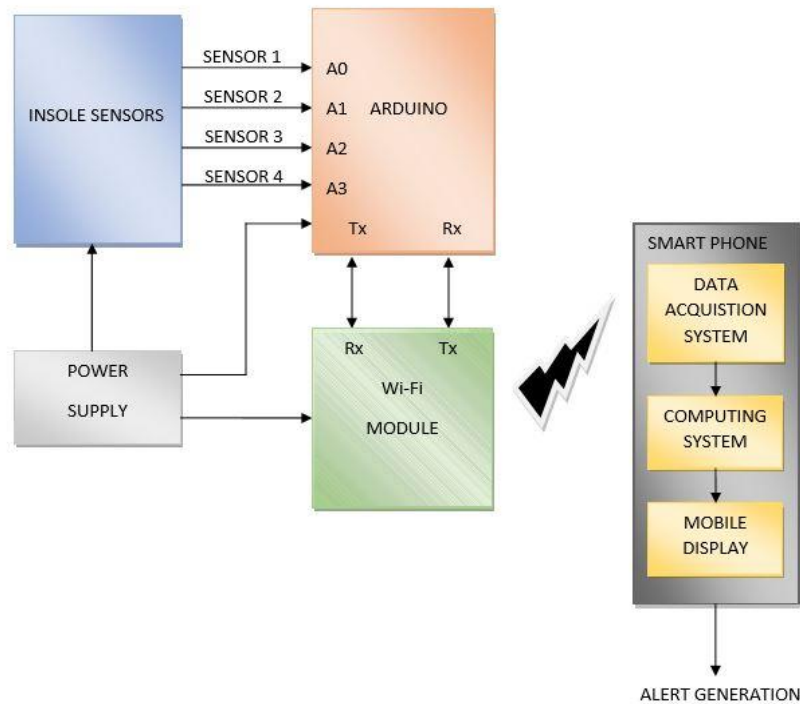 INSOLE SENSORS
SENSOR 1
SENSOR 2
SENSOR 3
SENSOR 4
A0
A1
A2
A3
ARDUINO
Tx
Rx
POWER
SUPPLY
Rx
Tx
Wi-Fi
MODULE
SMART PHONE
DATA
ACQUISTION
SYSTEM
COMPUTING
SYSTEM
MOBILE
DISPLAY
ALERT GENERATION